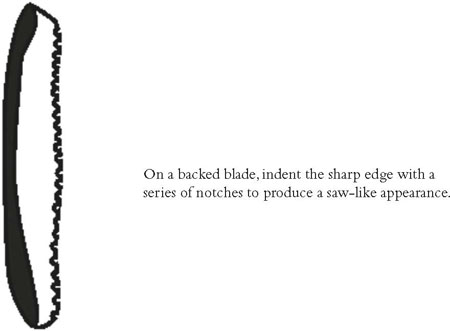 On a backed blade, indent the sharp edge with a
series of notches to produce a saw-like appearance.